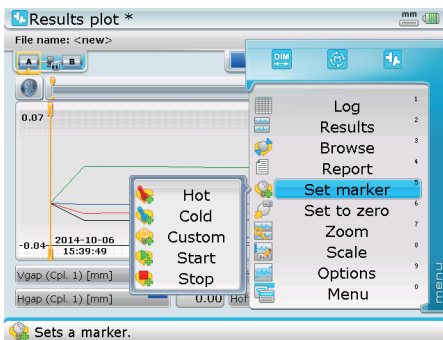 Results plot *
mm
File name: <new>
A
B
DIM
0.07
Log 1
Results 2
Browse 3
Report 4
Set marker 5
Set to zero 6
Zoom 7
Scale 8
Options 9
Menu 0
menu
Hot
Cold
Custom
Start
Stop
-0.04
2014-10-06
15:39:49
Vgap (Cpl. 1) [mm]
Hgap (Cpl. 1) [mm]
0.00
Sets a marker.